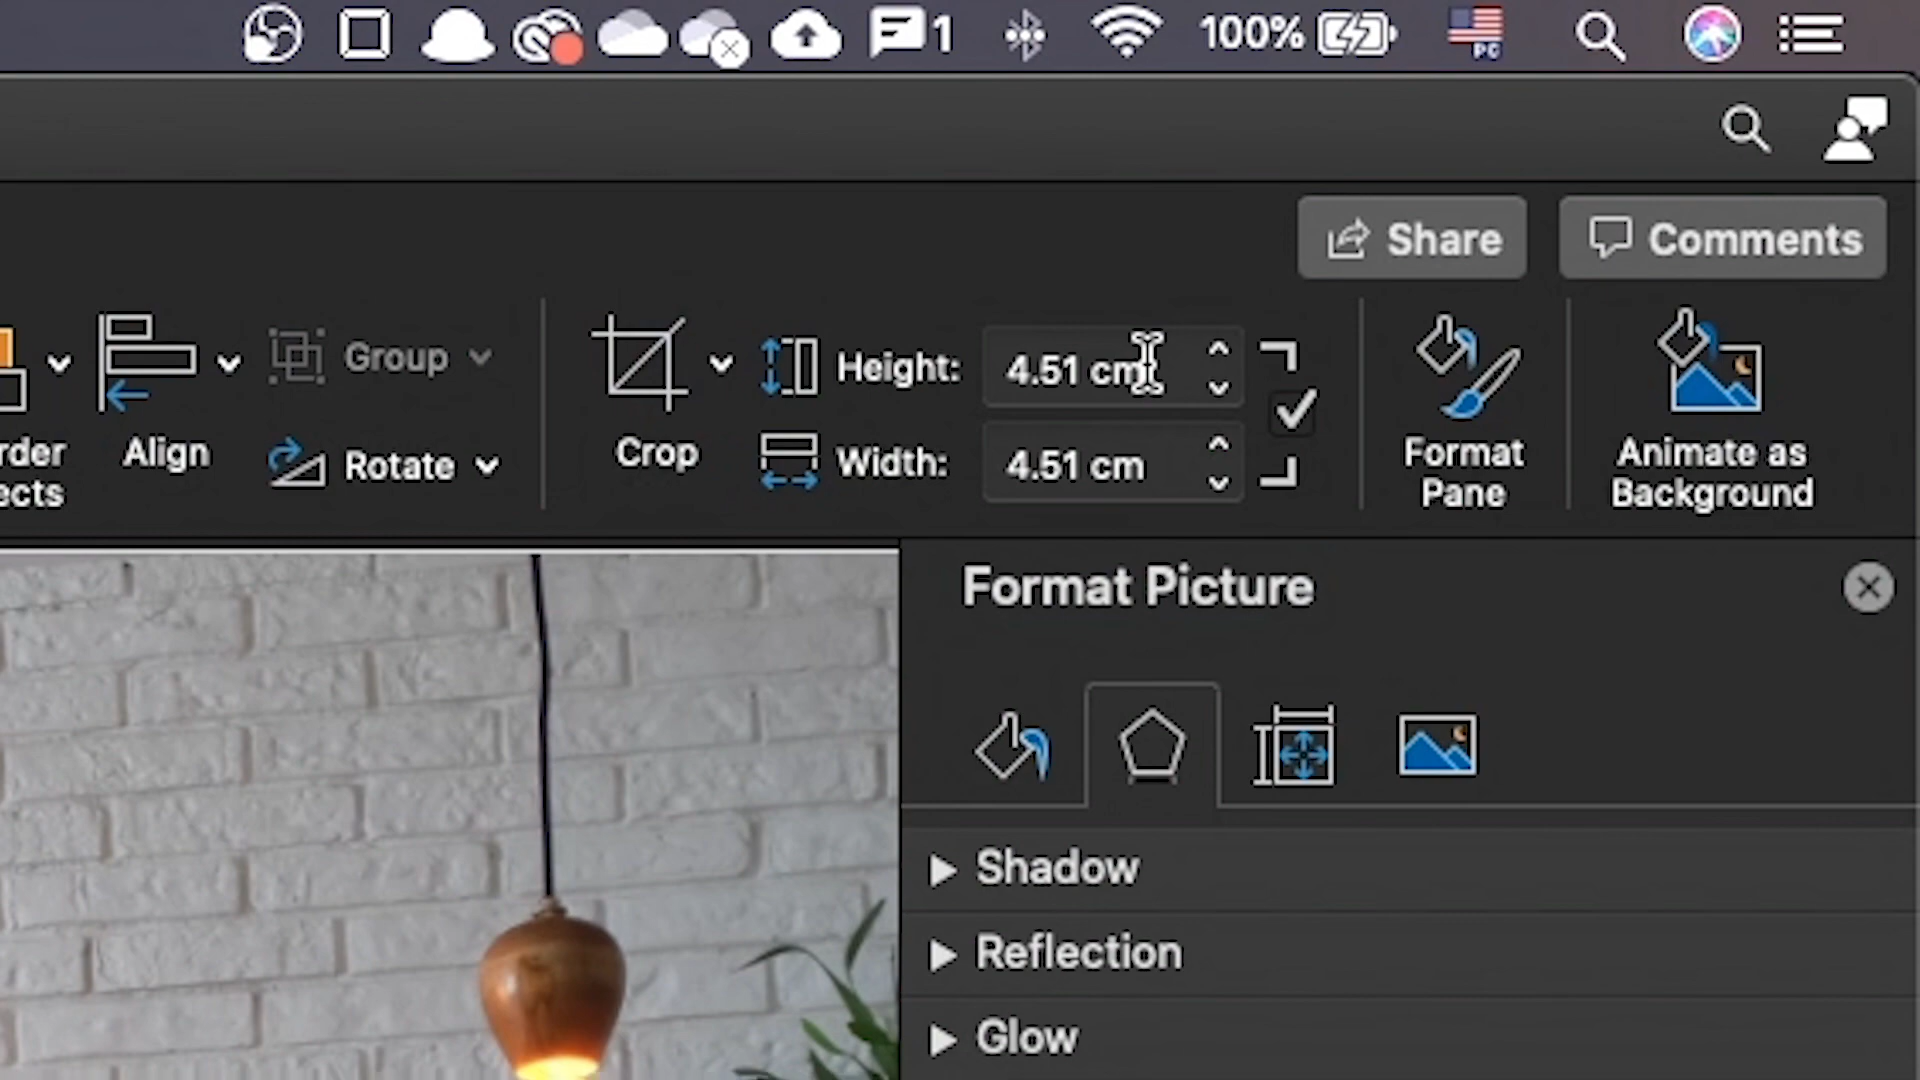 1 100% PC
Share Comments
Group
Height: 4.51 cm
rder
ects
Align
Rotate
Crop
Width: 4.51 cm
Format
Pane
Animate as
Background
Format Picture
Shadow
Reflection
Glow